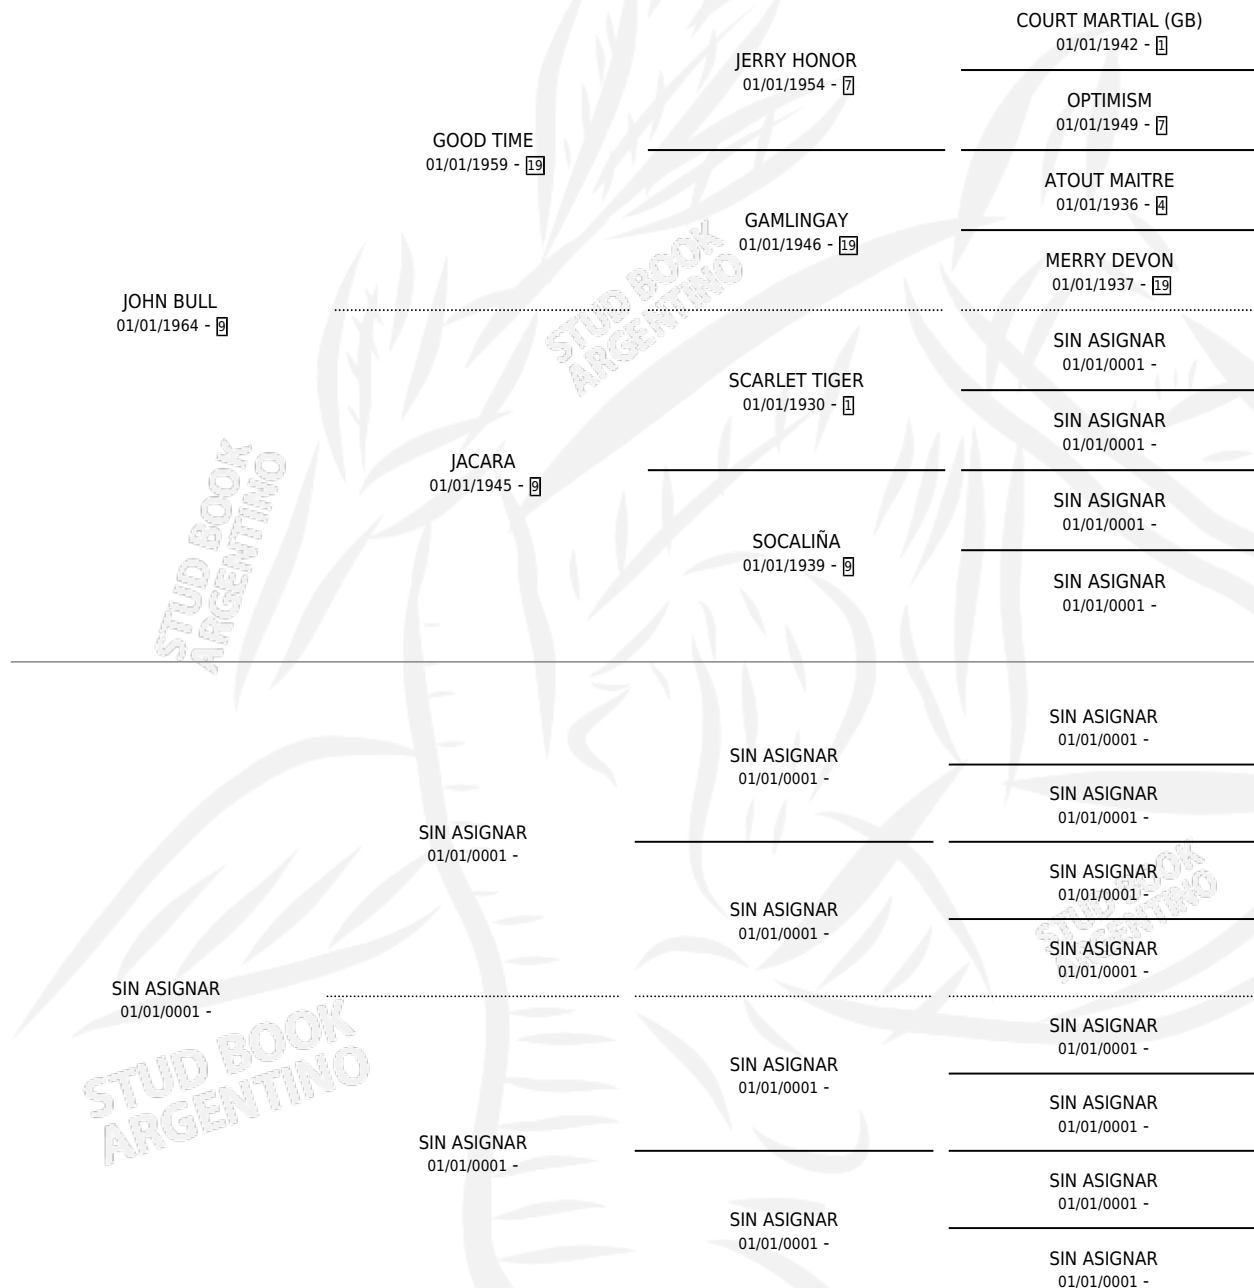 COURT MARTIAL (GB)
01/01/1942 - 1
JERRY HONOR
01/01/1954 - 7
OPTIMISM
01/01/1949 - 7
GOOD TIME
01/01/1959 - 19
ATOUT MAITRE
01/01/1936 - 4
GAMLINGAY
01/01/1946 - 19
MERRY DEVON
01/01/1937 - 19
JOHN BULL
01/01/1964 - 9
SIN ASIGNAR
01/01/0001 -
SCARLET TIGER
01/01/1930 - 1
SIN ASIGNAR
01/01/0001 -
JACARA
01/01/1945 - 9
SIN ASIGNAR
01/01/0001 -
SOCALIÑA
01/01/1939 - 9
SIN ASIGNAR
01/01/0001 -
STUD BOOK
ARGENTINO
STUD BOOK
ARGENTINO
SIN ASIGNAR
01/01/0001 -
SIN ASIGNAR
01/01/0001 -
SIN ASIGNAR
01/01/0001 -
SIN ASIGNAR
01/01/0001 -
SIN ASIGNAR
01/01/0001 -
SIN ASIGNAR
01/01/0001 -
SIN ASIGNAR
01/01/0001 -
SIN ASIGNAR
01/01/0001 -
SIN ASIGNAR
01/01/0001 -
SIN ASIGNAR
01/01/0001 -
SIN ASIGNAR
01/01/0001 -
SIN ASIGNAR
01/01/0001 -
SIN ASIGNAR
01/01/0001 -
SIN ASIGNAR
01/01/0001 -
SIN ASIGNAR
01/01/0001 -
STUD BOOK
ARGENTINO
STUD BOOK
ARGENTINO